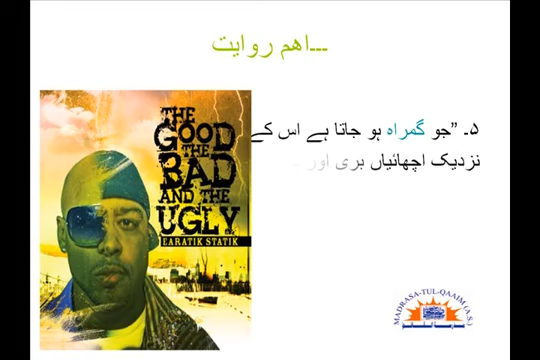 اهم روایت۔۔۔
۵۔ ”جو گمراہ ہو جاتا ہے اس کے
نزدیک اچھائیاں بری اور
THE
GOOD
THE
BAD
AND THE
UGLY
EARATIK STATIK
MADRASA-TUL-QAAIM (A.S.)